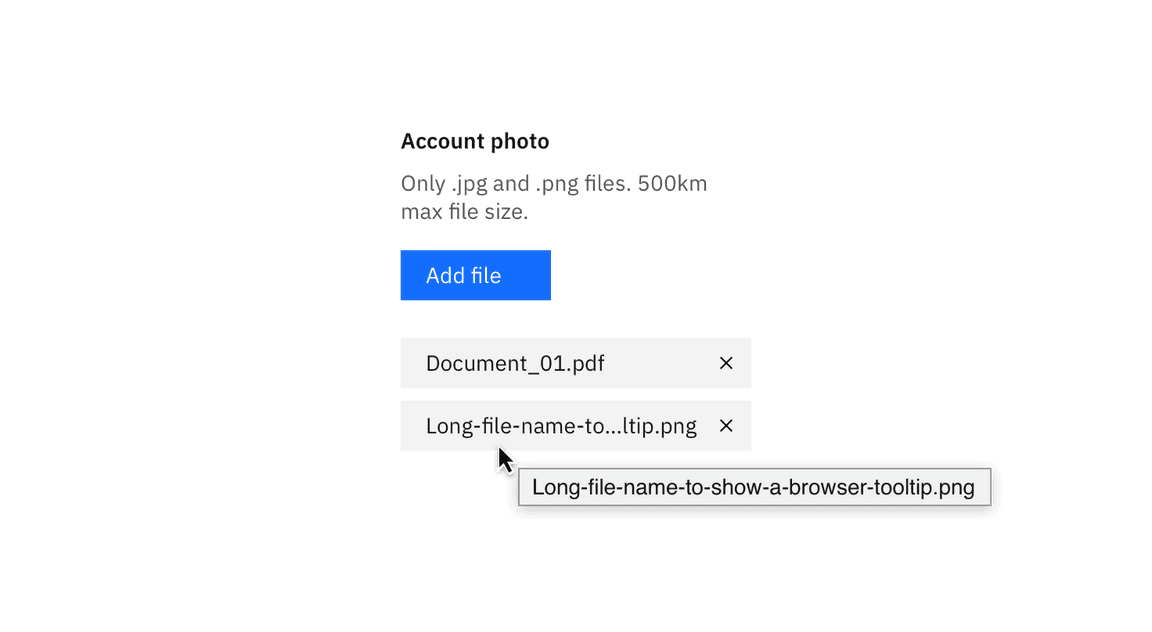 Account photo
Only .jpg and .png files. 500km
max file size.
Add file
Document_01.pdf
Long-file-name-to...ltip.png
Long-file-name-to-show-a-browser-tooltip.png